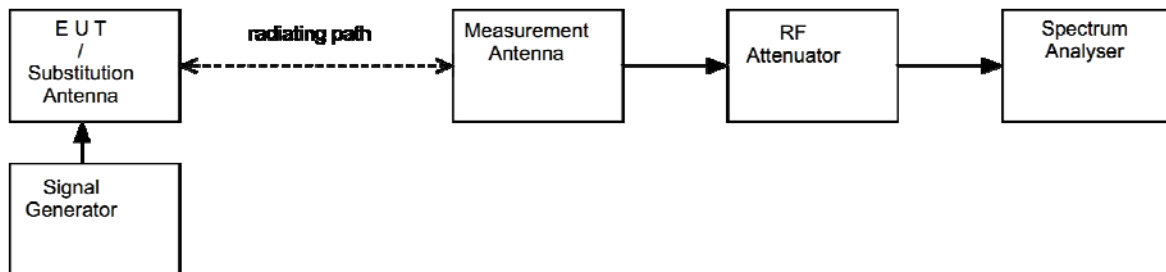 E U T
/
Substitution
Antenna
radiating path
Measurement
Antenna
RF
Attenuator
Spectrum
Analyser
Signal
Generator